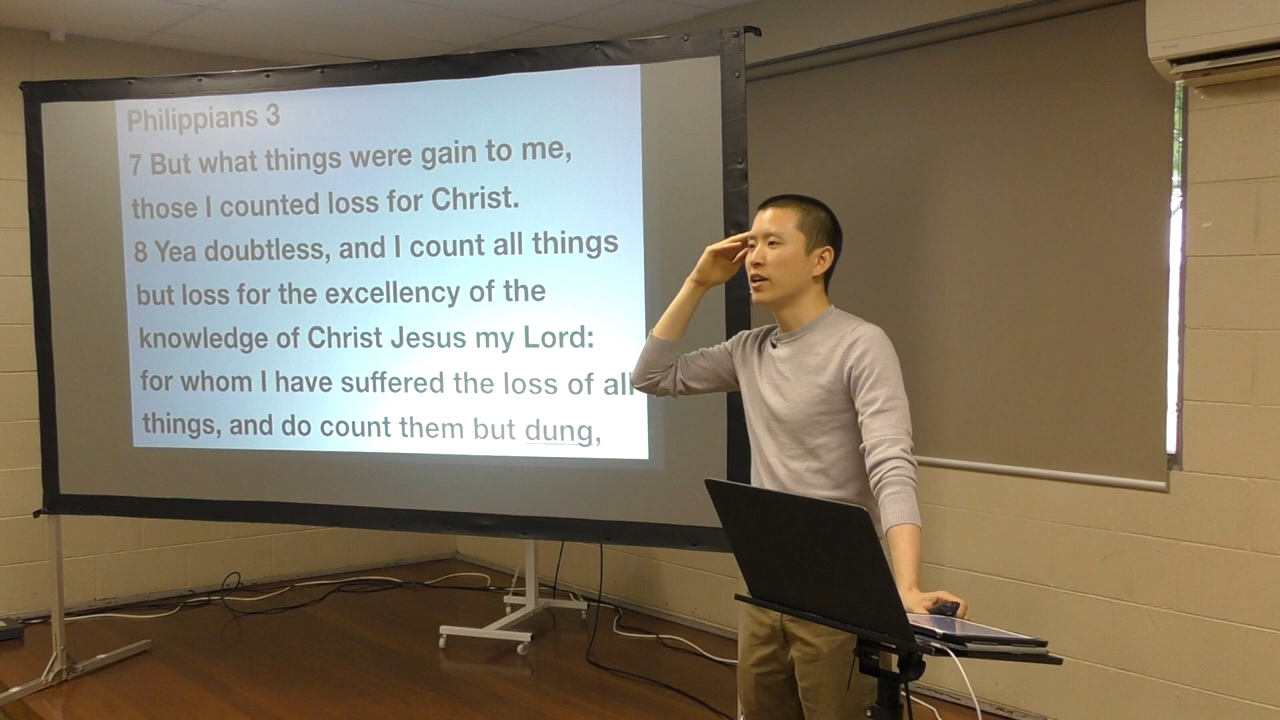 Philippians 3
7 But what things were gain to me,
those I counted loss for Christ.
8 Yea doubtless, and I count all things
but loss for the excellency of the
knowledge of Christ Jesus my Lord:
for whom I have suffered the loss of all
things, and do count them but dung,